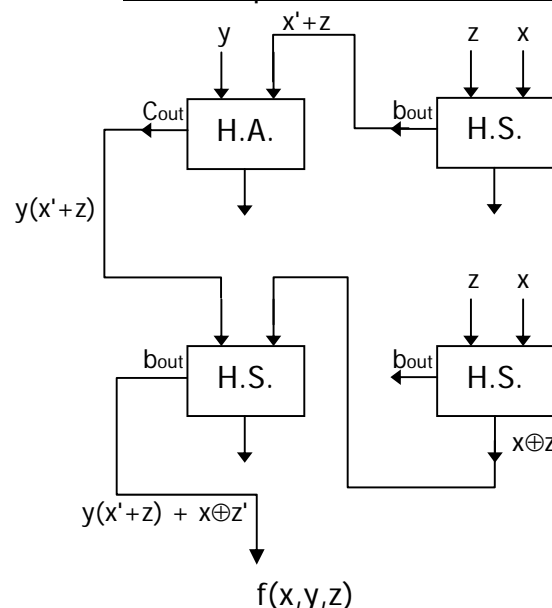 x'+z
y z x
Cout H.A. bout H.S.
y(x'+z)
z x
bout H.S. bout H.S.
x⊕z
y(x'+z) + x⊕z'
f(x,y,z)